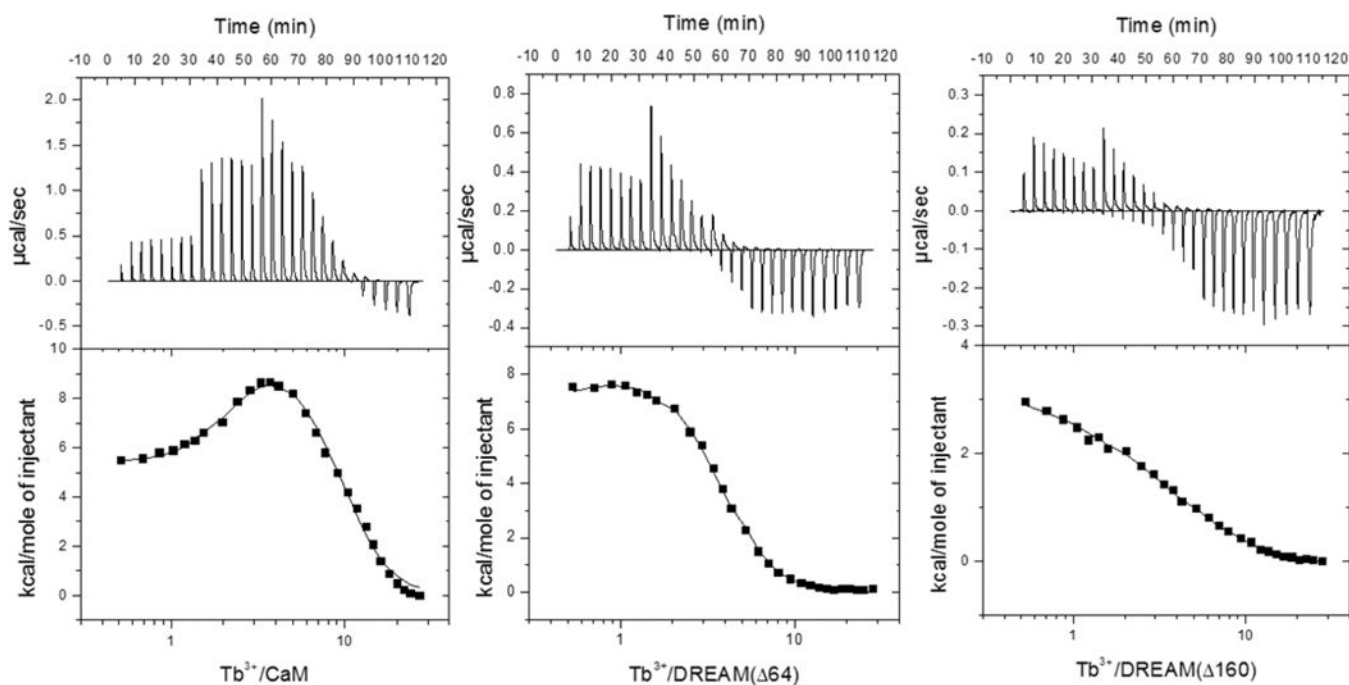 Time (min)
-10 0 10 20 30 40 50 60 70 80 90 100 110 120
µcal/sec
2.0
1.5
1.0
0.5
0.0
-0.5
kcal/mole of injectant
10
8
6
4
2
0
1 10
Tb³⁺/CaM
Time (min)
-10 0 10 20 30 40 50 60 70 80 90 100 110 120
µcal/sec
0.8
0.6
0.4
0.2
0.0
-0.2
-0.4
kcal/mole of injectant
8
6
4
2
0
1 10
Tb³⁺/DREAM(Δ64)
Time (min)
-10 0 10 20 30 40 50 60 70 80 90 100 110 120
µcal/sec
0.3
0.2
0.1
0.0
-0.1
-0.2
-0.3
kcal/mole of injectant
4
2
0
1 10
Tb³⁺/DREAM(Δ160)